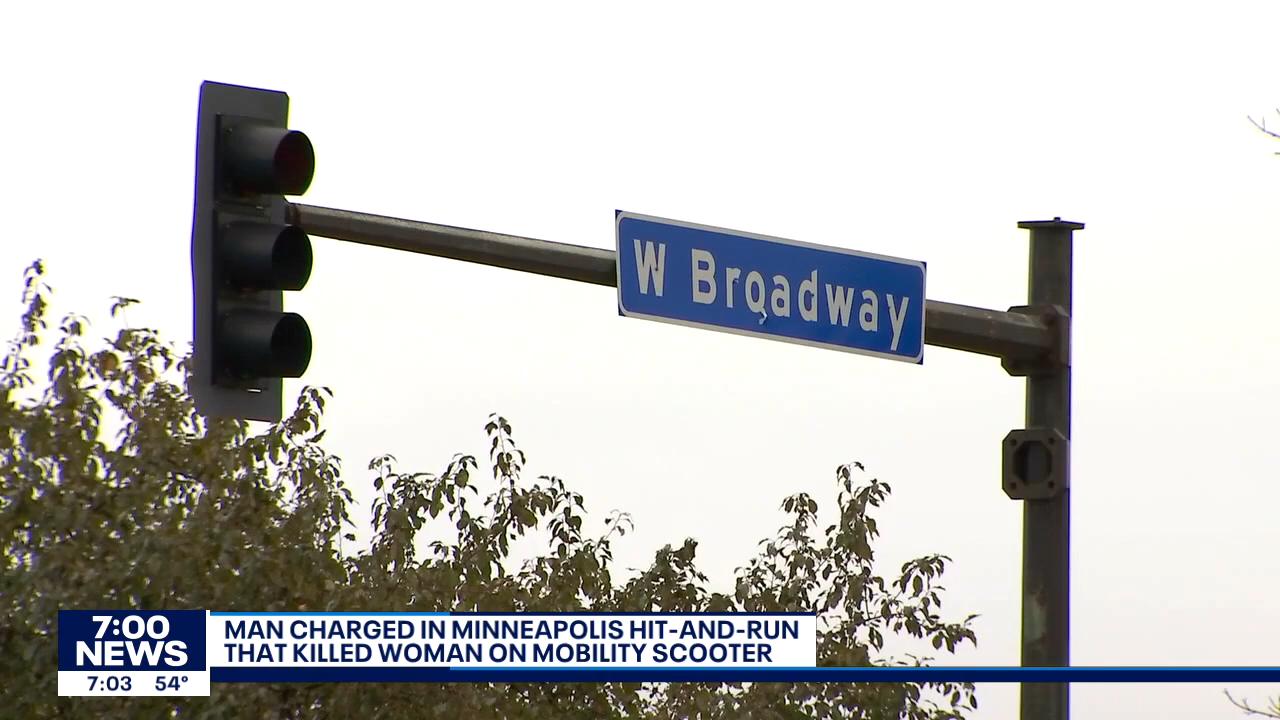 W Broadway
7:00
NEWS
7:03 54°
MAN CHARGED IN MINNEAPOLIS HIT-AND-RUN
THAT KILLED WOMAN ON MOBILITY SCOOTER